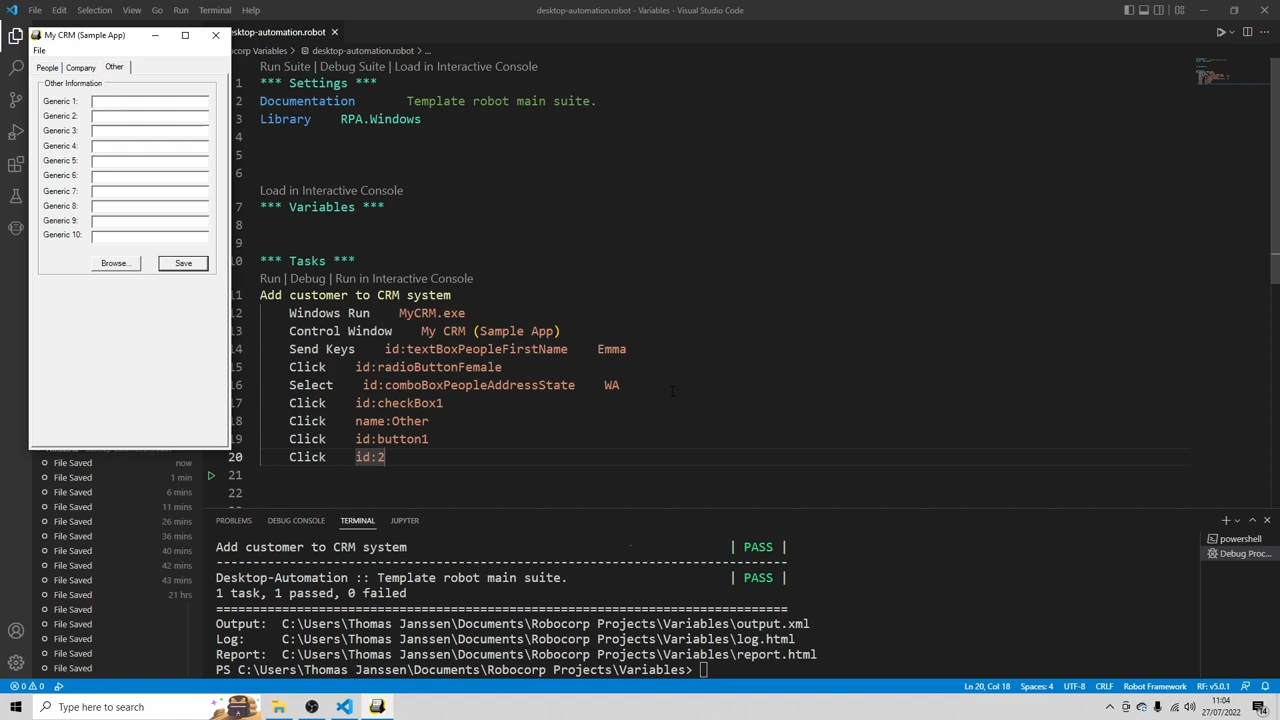 File Edit Selection View Go Run Terminal Help
desktop-automation.robot - Variables - Visual Studio Code
My CRM (Sample App)
File
People Company Other
Other Information
Generic 1:
Generic 2:
Generic 3:
Generic 4:
Generic 5:
Generic 6:
Generic 7:
Generic 8:
Generic 9:
Generic 10:
Browse... Save
File Saved now
File Saved 1 min
File Saved 6 mins
File Saved 11 mins
File Saved 26 mins
File Saved 36 mins
File Saved 40 mins
File Saved 42 mins
File Saved 43 mins
File Saved 21 hrs
File Saved
File Saved
File Saved
File Saved
File Saved
esktop-automation.robot
ocorp Variables > desktop-automation.robot > ...
Run Suite | Debug Suite | Load in Interactive Console
1 *** Settings ***
2 Documentation Template robot main suite.
3 Library RPA.Windows
4
5
6
Load in Interactive Console
7 *** Variables ***
8
9
10 *** Tasks ***
Run | Debug | Run in Interactive Console
11 Add customer to CRM system
12 Windows Run MyCRM.exe
13 Control Window My CRM (Sample App)
14 Send Keys id:textBoxPeopleFirstName Emma
15 Click id:radioButtonFemale
16 Select id:comboBoxPeopleAddressState WA
17 Click id:checkBox1
18 Click name:Other
19 Click id:button1
20 Click id:2
21
22
PROBLEMS DEBUG CONSOLE TERMINAL JUPYTER
powershell
Debug Proc...
Add customer to CRM system | PASS |
------------------------------------------------------------------------------
Desktop-Automation :: Template robot main suite. | PASS |
1 task, 1 passed, 0 failed
==============================================================================
Output: C:\Users\Thomas Janssen\Documents\Robocorp Projects\Variables\output.xml
Log: C:\Users\Thomas Janssen\Documents\Robocorp Projects\Variables\log.html
Report: C:\Users\Thomas Janssen\Documents\Robocorp Projects\Variables\report.html
PS C:\Users\Thomas Janssen\Documents\Robocorp Projects\Variables>
0 0 Ln 20, Col 18 Spaces: 4 UTF-8 CRLF Robot Framework RF: v5.0.1
Type here to search
11:04
27/07/2022